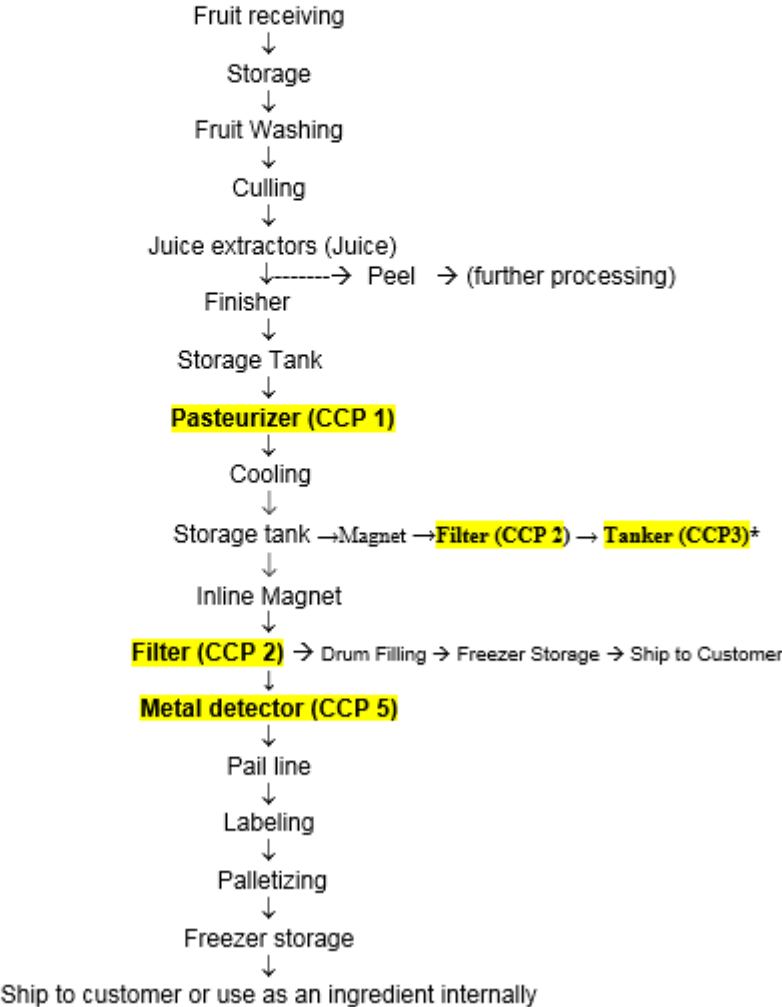 Fruit receiving
↓
Storage
↓
Fruit Washing
↓
Culling
↓
Juice extractors (Juice)
↓-------→ Peel → (further processing)
Finisher
↓
Storage Tank
↓
Pasteurizer (CCP 1)
↓
Cooling
↓
Storage tank →Magnet →Filter (CCP 2) → Tanker (CCP3)*
↓
Inline Magnet
↓
Filter (CCP 2) → Drum Filling → Freezer Storage → Ship to Customer
↓
Metal detector (CCP 5)
↓
Pail line
↓
Labeling
↓
Palletizing
↓
Freezer storage
↓
Ship to customer or use as an ingredient internally